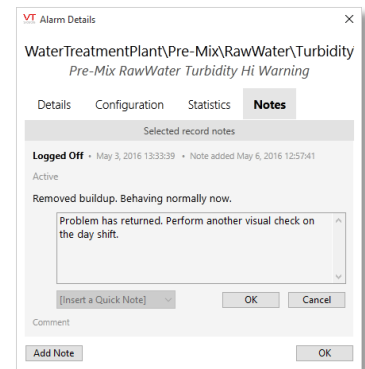 VT Alarm Details
WaterTreatmentPlant\Pre-Mix\RawWater\Turbidity
Pre-Mix RawWater Turbidity Hi Warning
Details Configuration Statistics Notes
Selected record notes
Logged Off • May 3, 2016 13:33:39 • Note added May 6, 2016 12:57:41
Active
Removed buildup. Behaving normally now.
Problem has returned. Perform another visual check on
the day shift.
[Insert a Quick Note] OK Cancel
Comment
Add Note OK